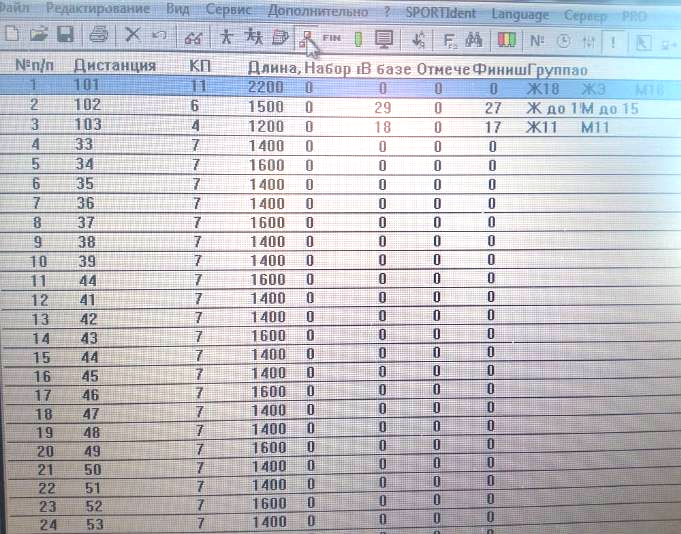 Файл Редактирование Вид Сервис Дополнительно ? SPORTIdent Language Сервер PRO
FIN №
№п/п Дистанция КП Длина, Набор в В базе Отмече Финиш Группа
1 101 11 2200 0 0 0 0 Ж18 Ж3 М18
2 102 6 1500 0 29 0 27 Ж до 1 М до 15
3 103 4 1200 0 18 0 17 Ж11 М11
4 33 7 1400 0 0 0 0
5 34 7 1600 0 0 0 0
6 35 7 1400 0 0 0 0
7 36 7 1400 0 0 0 0
8 37 7 1600 0 0 0 0
9 38 7 1400 0 0 0 0
10 39 7 1400 0 0 0 0
11 44 7 1600 0 0 0 0
12 41 7 1400 0 0 0 0
13 42 7 1400 0 0 0 0
14 43 7 1600 0 0 0 0
15 44 7 1400 0 0 0 0
16 45 7 1400 0 0 0 0
17 46 7 1600 0 0 0 0
18 47 7 1400 0 0 0 0
19 48 7 1400 0 0 0 0
20 49 7 1600 0 0 0 0
21 50 7 1400 0 0 0 0
22 51 7 1400 0 0 0 0
23 52 7 1600 0 0 0 0
24 53 7 1400 0 0 0 0